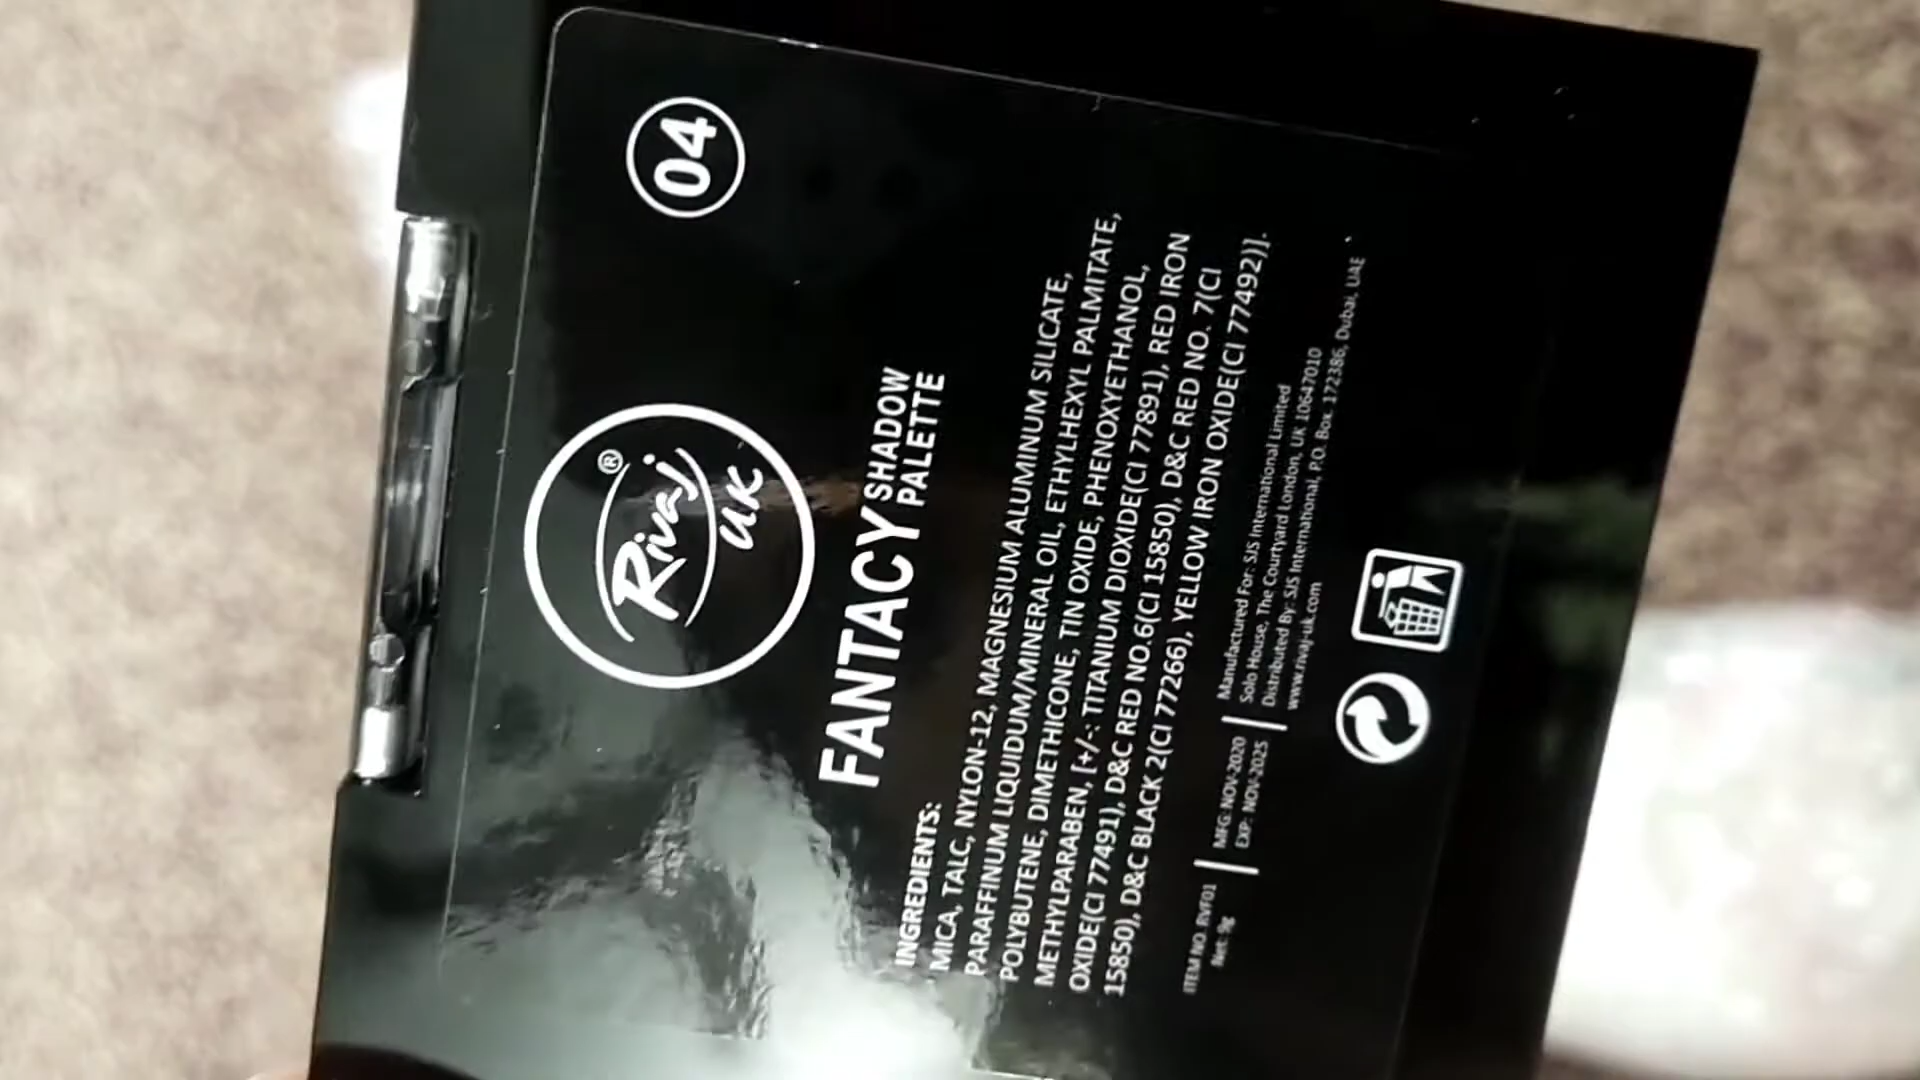 04
Rivaj®
UK
FANTACY SHADOW
PALETTE
INGREDIENTS:
MICA, TALC, NYLON-12, MAGNESIUM ALUMINUM SILICATE,
PARAFFINUM LIQUIDUM/MINERAL OIL, ETHYLHEXYL PALMITATE,
POLYBUTENE, DIMETHICONE, TIN OXIDE, PHENOXYETHANOL,
METHYLPARABEN, [+/-: TITANIUM DIOXIDE(CI 77891), RED IRON
OXIDE(CI 77491), D&C RED NO.6(CI 15850), D&C RED NO. 7(CI
15850), D&C BLACK 2(CI 77266), YELLOW IRON OXIDE(CI 77492)].
ITEM NO. RVF01
Net: 9g
MFG: NOV-2020
EXP: NOV-2025
Manufactured For: SJS International Limited
Solo House, The Courtyard London, UK 10647010
Distributed By: SJS International, P.O. Box. 172386, Dubai, UAE
www.rivaj-uk.com